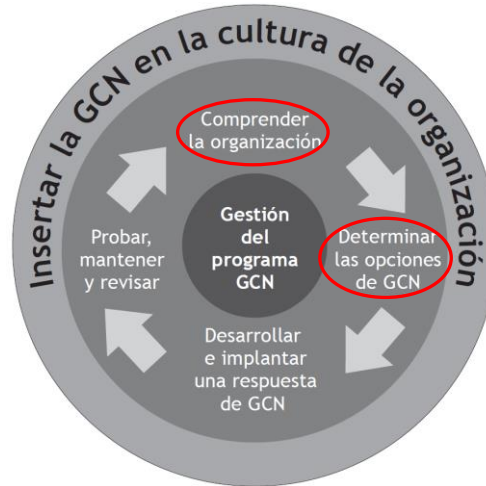 Insertar la GCN en la cultura de la organización
Comprender
la organización
Gestión
del
programa
GCN
Determinar
las opciones
de GCN
Desarrollar
e implantar
una respuesta
de GCN
Probar,
mantener
y revisar